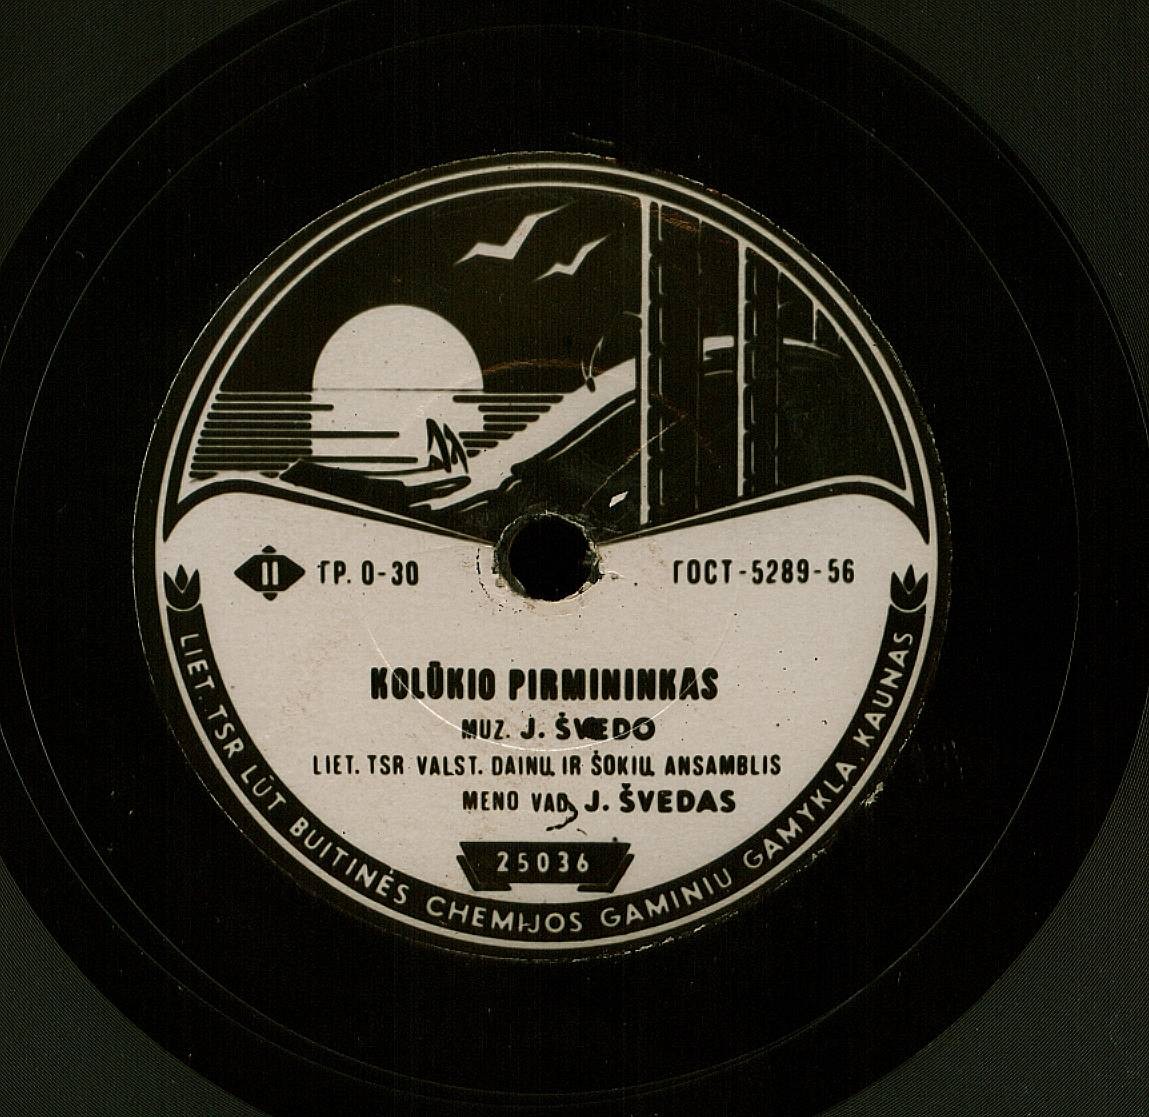 II ГР. 0-30 ГОСТ-5289-56
KOLŪKIO PIRMININKAS
MUZ. J. ŠVEDO
LIET. TSR VALST. DAINŲ IR ŠOKIŲ ANSAMBLIS
MENO VAD. J. ŠVEDAS
25036
LIET. TSR LŪT BUITINĖS CHEMIJOS GAMINIŲ GAMYKLA. KAUNAS